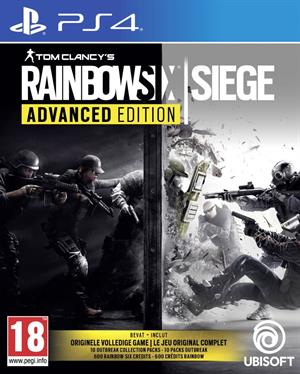 PS4
TOM CLANCY'S
RAINBOW SIX | SIEGE
ADVANCED EDITION
BEVAT - INCLUT
ORIGINELE VOLLEDIGE GAME | LE JEU ORIGINAL COMPLET
10 OUTBREAK COLLECTION PACKS - 10 PACKS OUTBREAK
600 RAINBOW SIX CREDITS - 600 CRÉDITS RAINBOW
18
www.pegi.info
UBISOFT